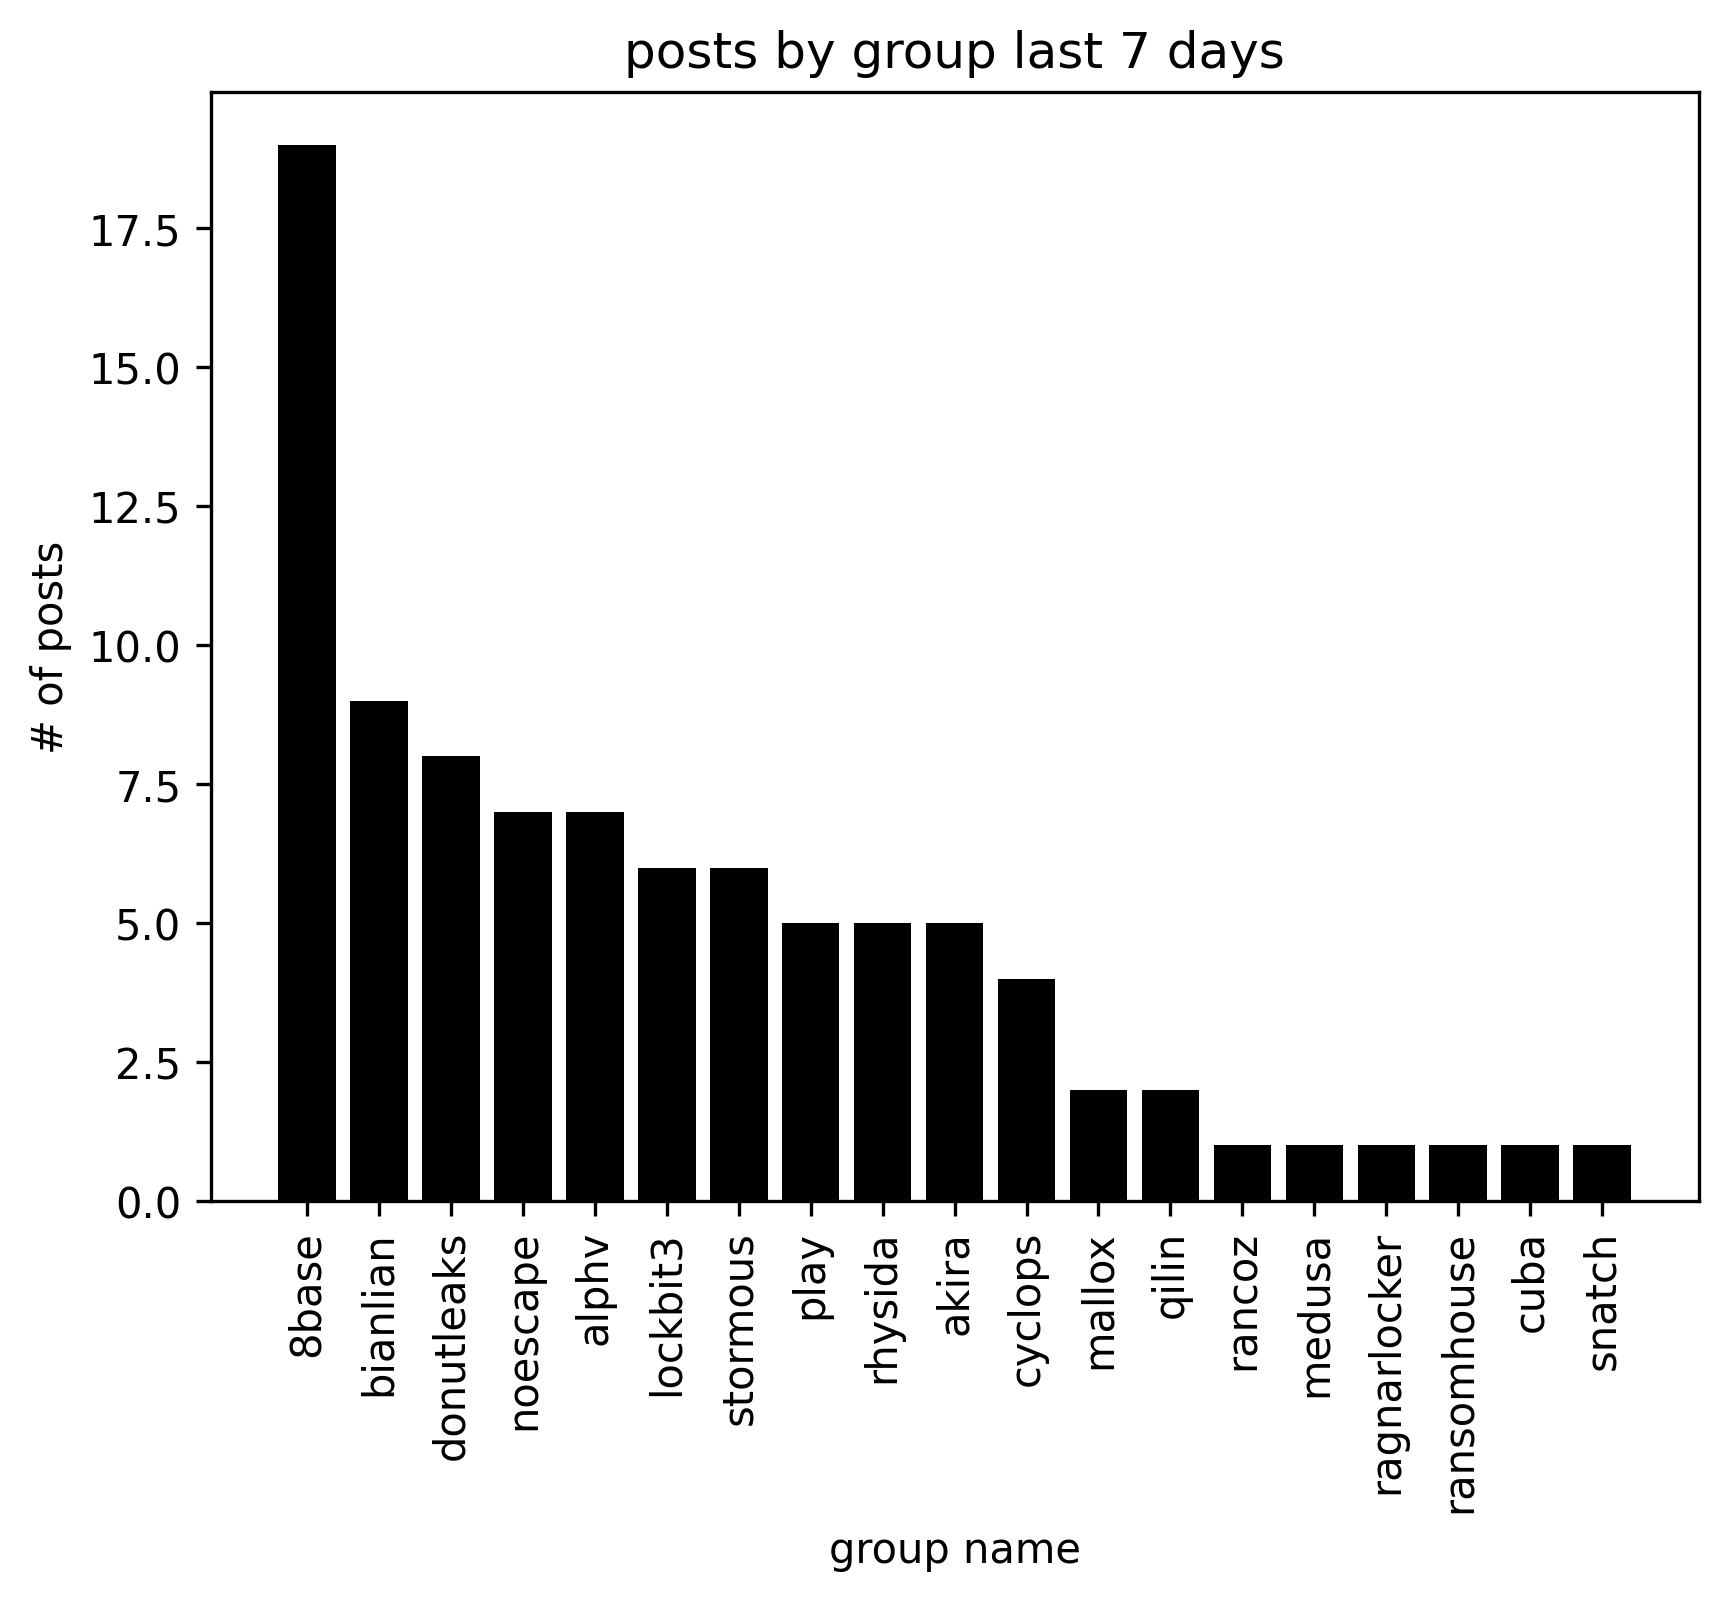 posts by group last 7 days
# of posts
17.5
15.0
12.5
10.0
7.5
5.0
2.5
0.0
8base
bianlian
donutleaks
noescape
alphv
lockbit3
stormous
play
rhysida
akira
cyclops
mallox
qilin
rancoz
medusa
ragnarlocker
ransomhouse
cuba
snatch
group name